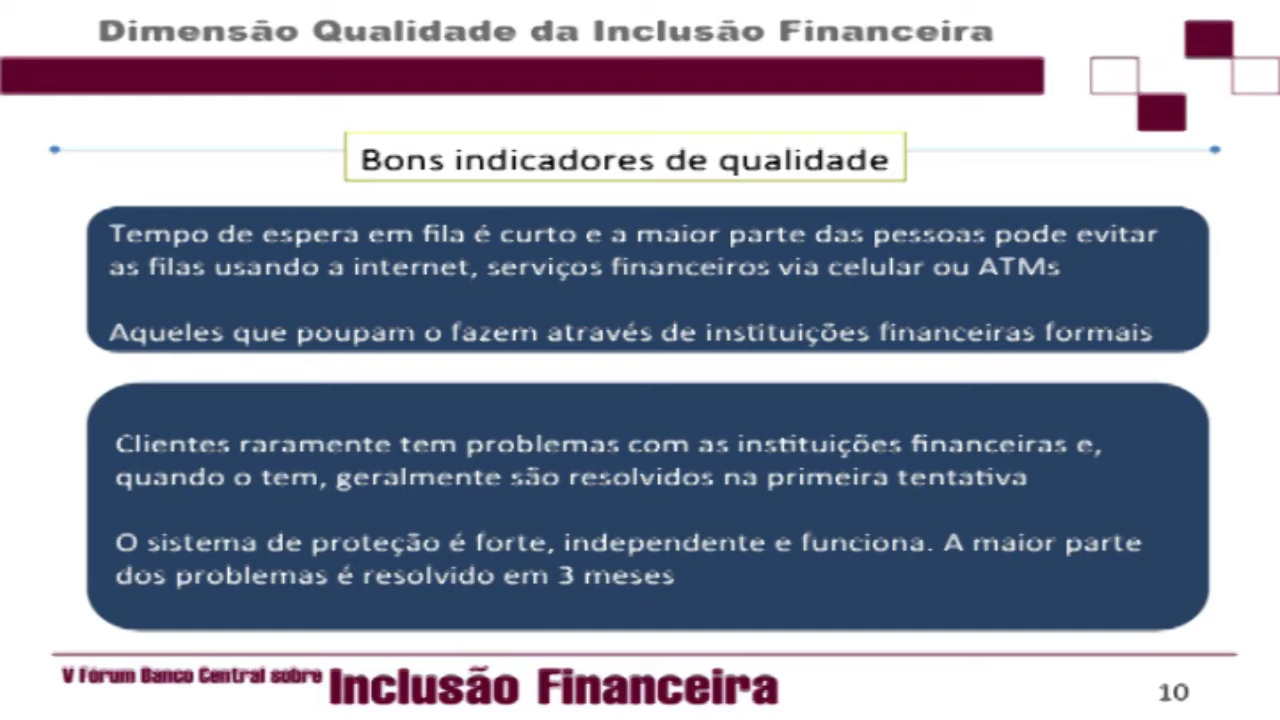 Dimensão Qualidade da Inclusão Financeira
Bons indicadores de qualidade
Tempo de espera em fila é curto e a maior parte das pessoas pode evitar
as filas usando a internet, serviços financeiros via celular ou ATMs
Aqueles que poupam o fazem através de instituições financeiras formais
Clientes raramente tem problemas com as instituições financeiras e,
quando o tem, geralmente são resolvidos na primeira tentativa
O sistema de proteção é forte, independente e funciona. A maior parte
dos problemas é resolvido em 3 meses
V Fórum Banco Central sobre Inclusão Financeira
10